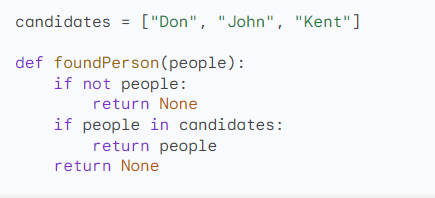 candidates = ["Don", "John", "Kent"]

def foundPerson(people):
    if not people:
        return None
    if people in candidates:
        return people
    return None